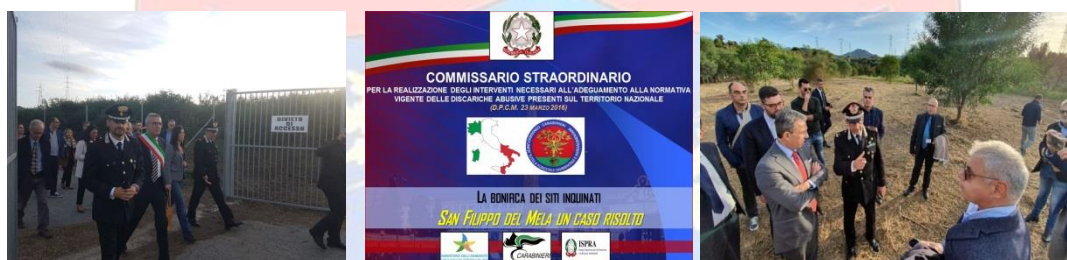 DIVIETO
DI
ACCESSO
COMMISSARIO STRAORDINARIO
PER LA REALIZZAZIONE DEGLI INTERVENTI NECESSARI ALL'ADEGUAMENTO ALLA NORMATIVA
VIGENTE DELLE DISCARICHE ABUSIVE PRESENTI SUL TERRITORIO NAZIONALE
(D.P.C.M. 23 MARZO 2016)
LA BONIFICA DEI SITI INQUINATI
SAN FILIPPO DEL MELA UN CASO RISOLTO
CARABINIERI
ISPRA